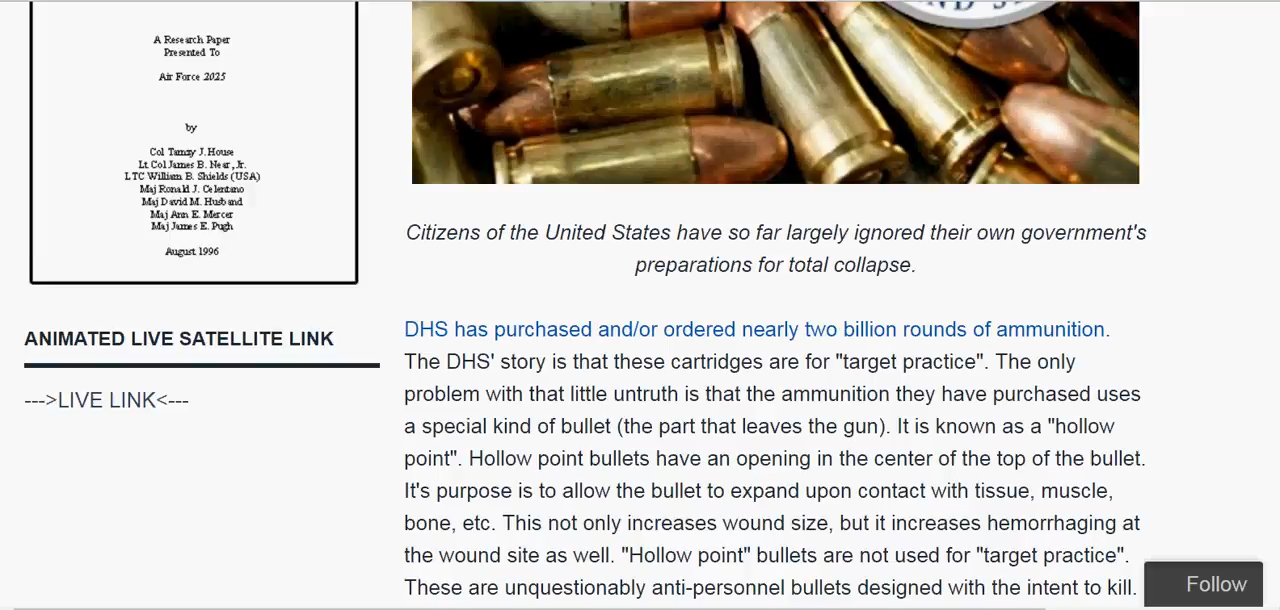 A Research Paper
Presented To
Air Force 2025
by
Col Tamzy J. House
Lt Col James B. Near, Jr.
LTC William B. Shields (USA)
Maj Ronald J. Celentano
Maj David M. Husband
Maj Ann E. Mercer
Maj James E. Pugh
August 1996
ANIMATED LIVE SATELLITE LINK
--->LIVE LINK<---
Citizens of the United States have so far largely ignored their own government's
preparations for total collapse.
DHS has purchased and/or ordered nearly two billion rounds of ammunition.
The DHS' story is that these cartridges are for "target practice". The only
problem with that little untruth is that the ammunition they have purchased uses
a special kind of bullet (the part that leaves the gun). It is known as a "hollow
point". Hollow point bullets have an opening in the center of the top of the bullet.
It's purpose is to allow the bullet to expand upon contact with tissue, muscle,
bone, etc. This not only increases wound size, but it increases hemorrhaging at
the wound site as well. "Hollow point" bullets are not used for "target practice".
These are unquestionably anti-personnel bullets designed with the intent to kill.
Follow